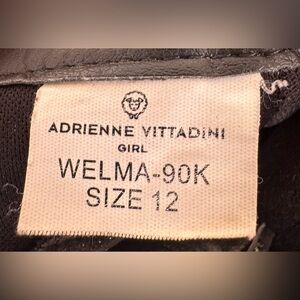 ADRIENNE VITTADINI
GIRL
WELMA-90K
SIZE 12